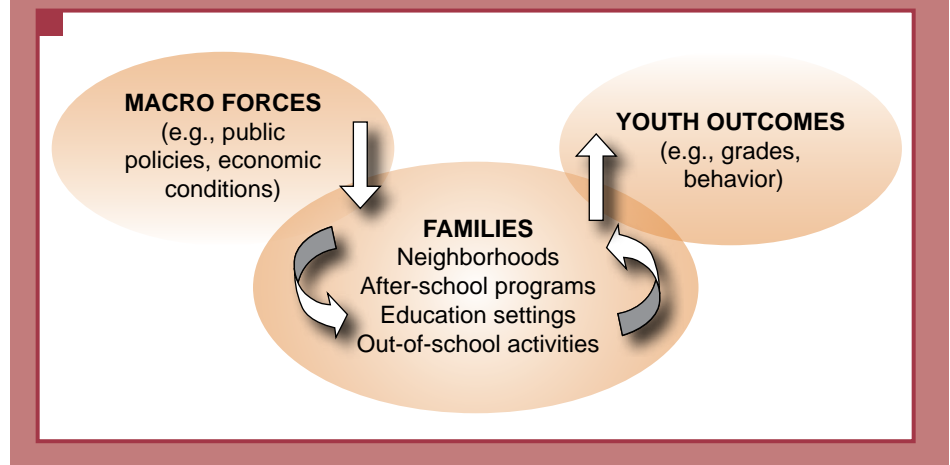 MACRO FORCES
(e.g., public
policies, economic
conditions)
YOUTH OUTCOMES
(e.g., grades,
behavior)
FAMILIES
Neighborhoods
After-school programs
Education settings
Out-of-school activities